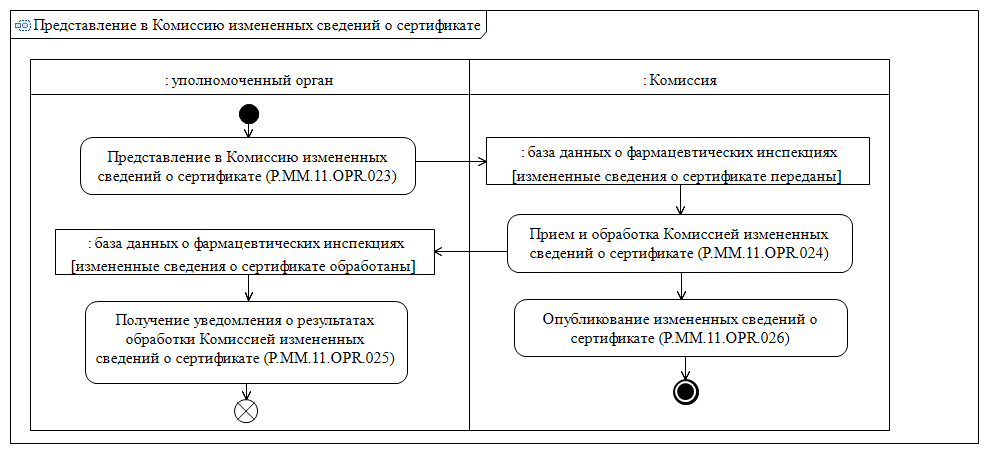 Представление в Комиссию измененных сведений о сертификате
: уполномоченный орган
: Комиссия
Представление в Комиссию измененных
сведений о сертификате (P.MM.11.OPR.023)
: база данных о фармацевтических инспекциях
[измененные сведения о сертификате переданы]
Прием и обработка Комиссией измененных
сведений о сертификате (P.MM.11.OPR.024)
: база данных о фармацевтических инспекциях
[измененные сведения о сертификате обработаны]
Получение уведомления о результатах
обработки Комиссией измененных
сведений о сертификате (P.MM.11.OPR.025)
Опубликование измененных сведений о
сертификате (P.MM.11.OPR.026)